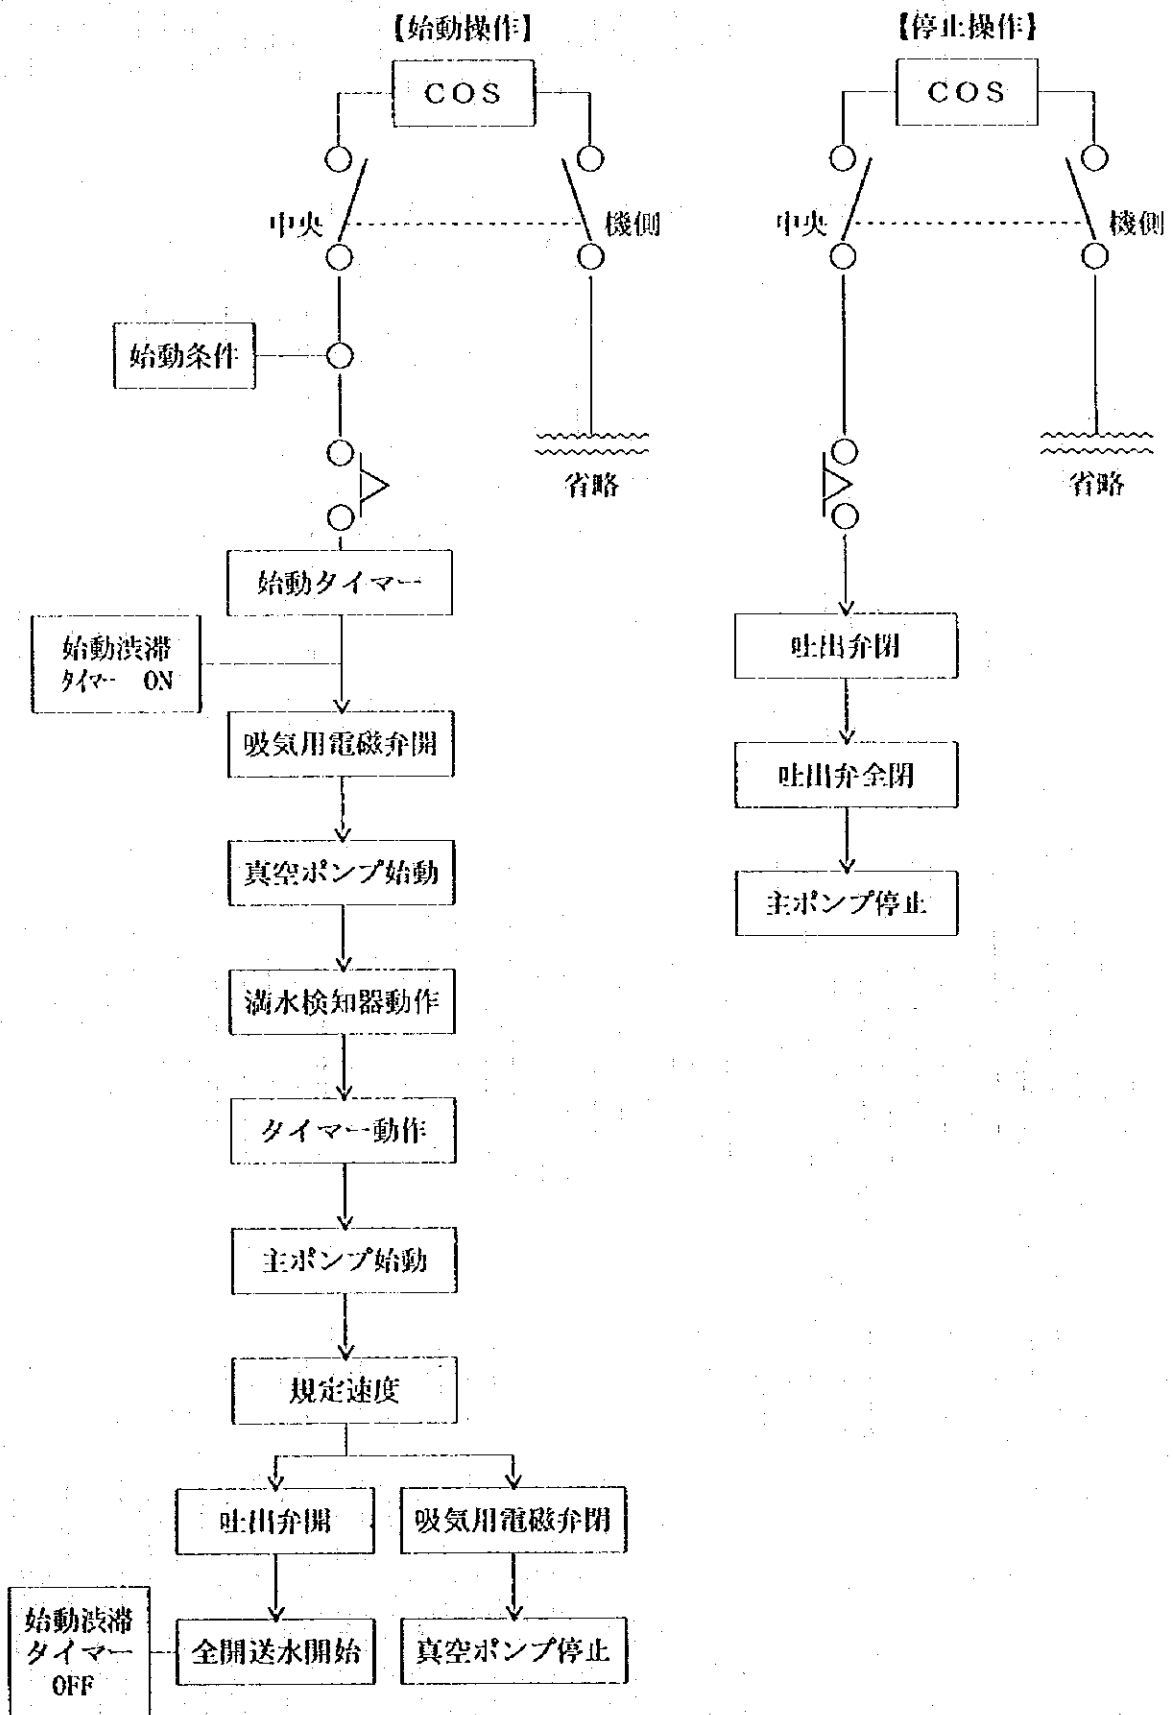 【始動操作】
COS
中央
機側
始動条件
省略
始動タイマー
始動渋滞
タイマー ON
吸気用電磁弁開
真空ポンプ始動
満水検知器動作
タイマー動作
主ポンプ始動
規定速度
吐出弁開
吸気用電磁弁閉
始動渋滞
タイマー
OFF
全開送水開始
真空ポンプ停止
【停止操作】
COS
中央
機側
省略
吐出弁閉
吐出弁全閉
主ポンプ停止